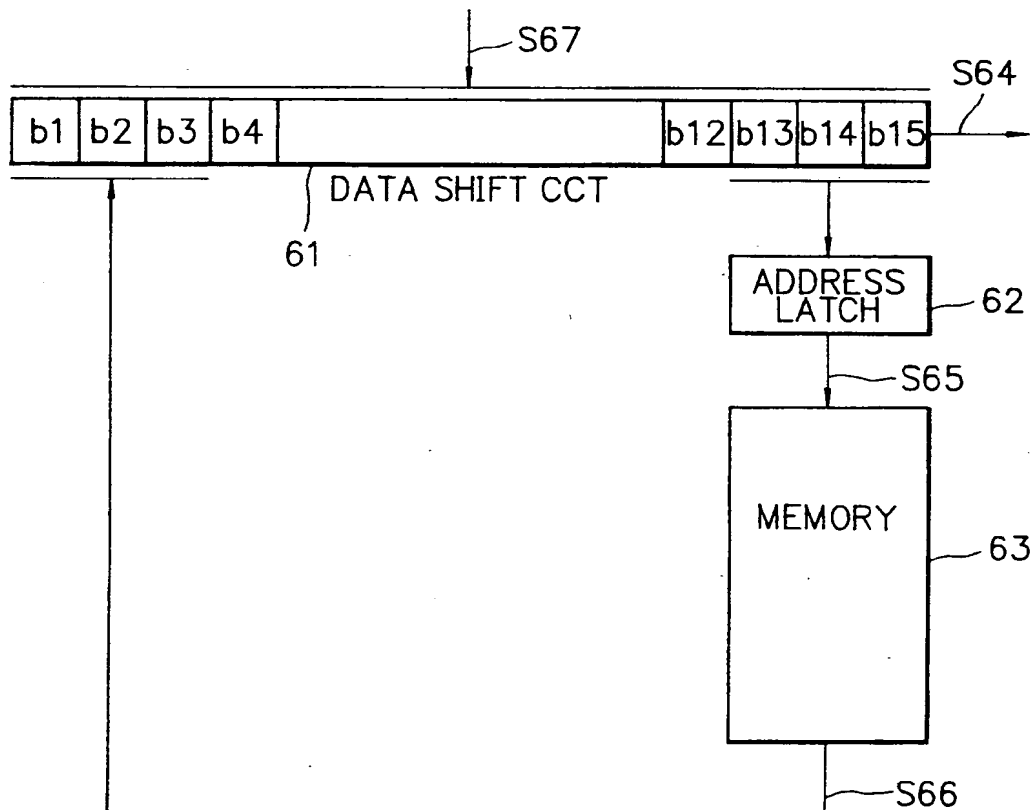 S67
S64
b1 b2 b3 b4 b12 b13 b14 b15
DATA SHIFT CCT
61
ADDRESS
LATCH
62
S65
MEMORY
63
S66